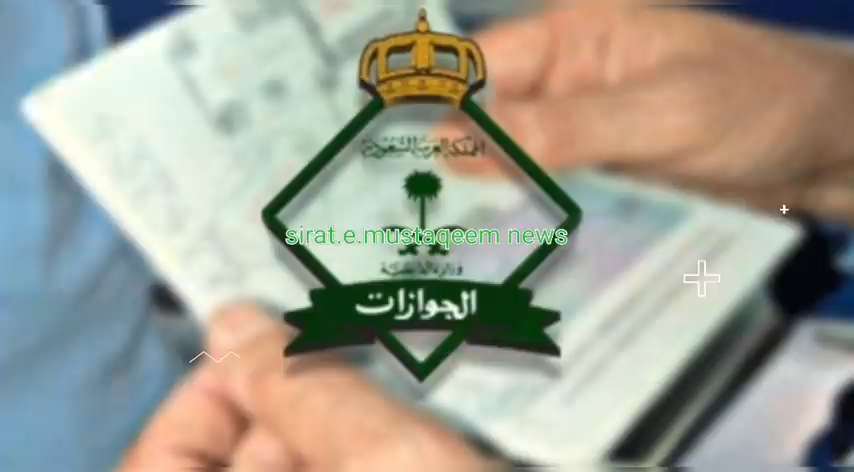 المملكة العربية السعودية
sirat.e.mustaqeem news
وزارة الداخلية
الجوازات